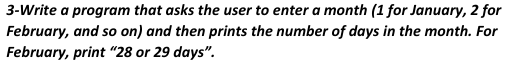 3-Write a program that asks the user to enter a month (1 for January, 2 for
February, and so on) and then prints the number of days in the month. For
February, print “28 or 29 days”.